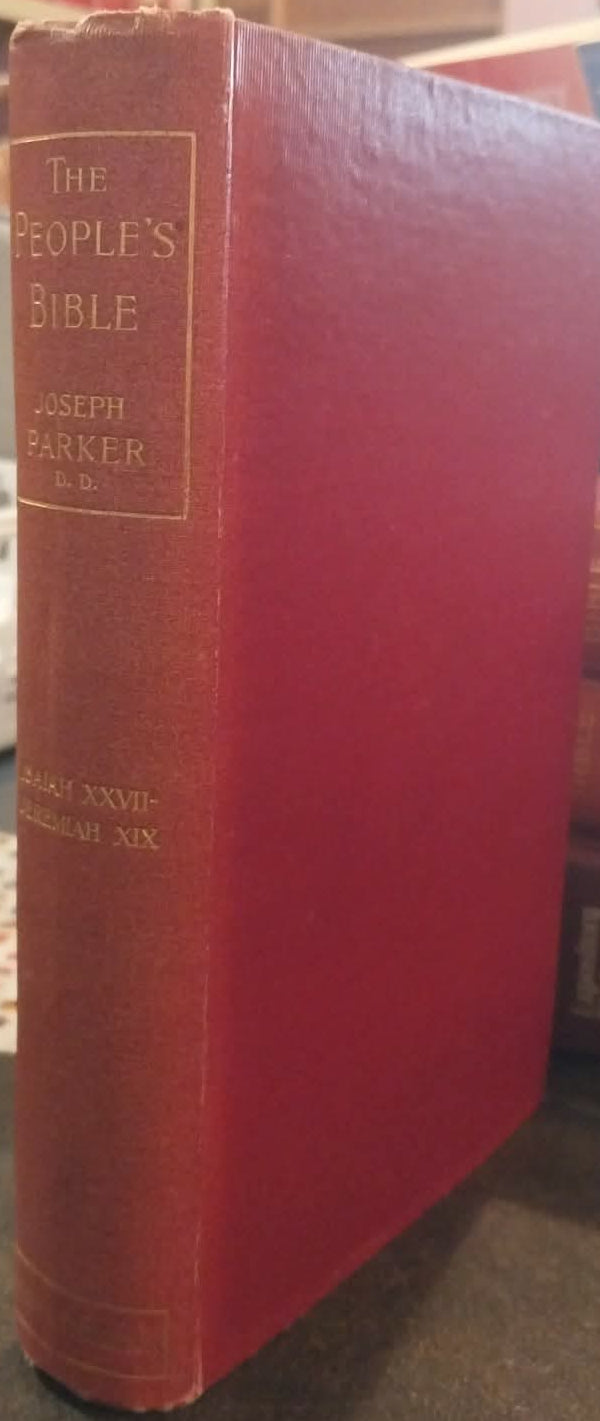 THE
PEOPLE'S
BIBLE
JOSEPH
PARKER
D. D.
ISAIAH XXVII-
JEREMIAH XIX